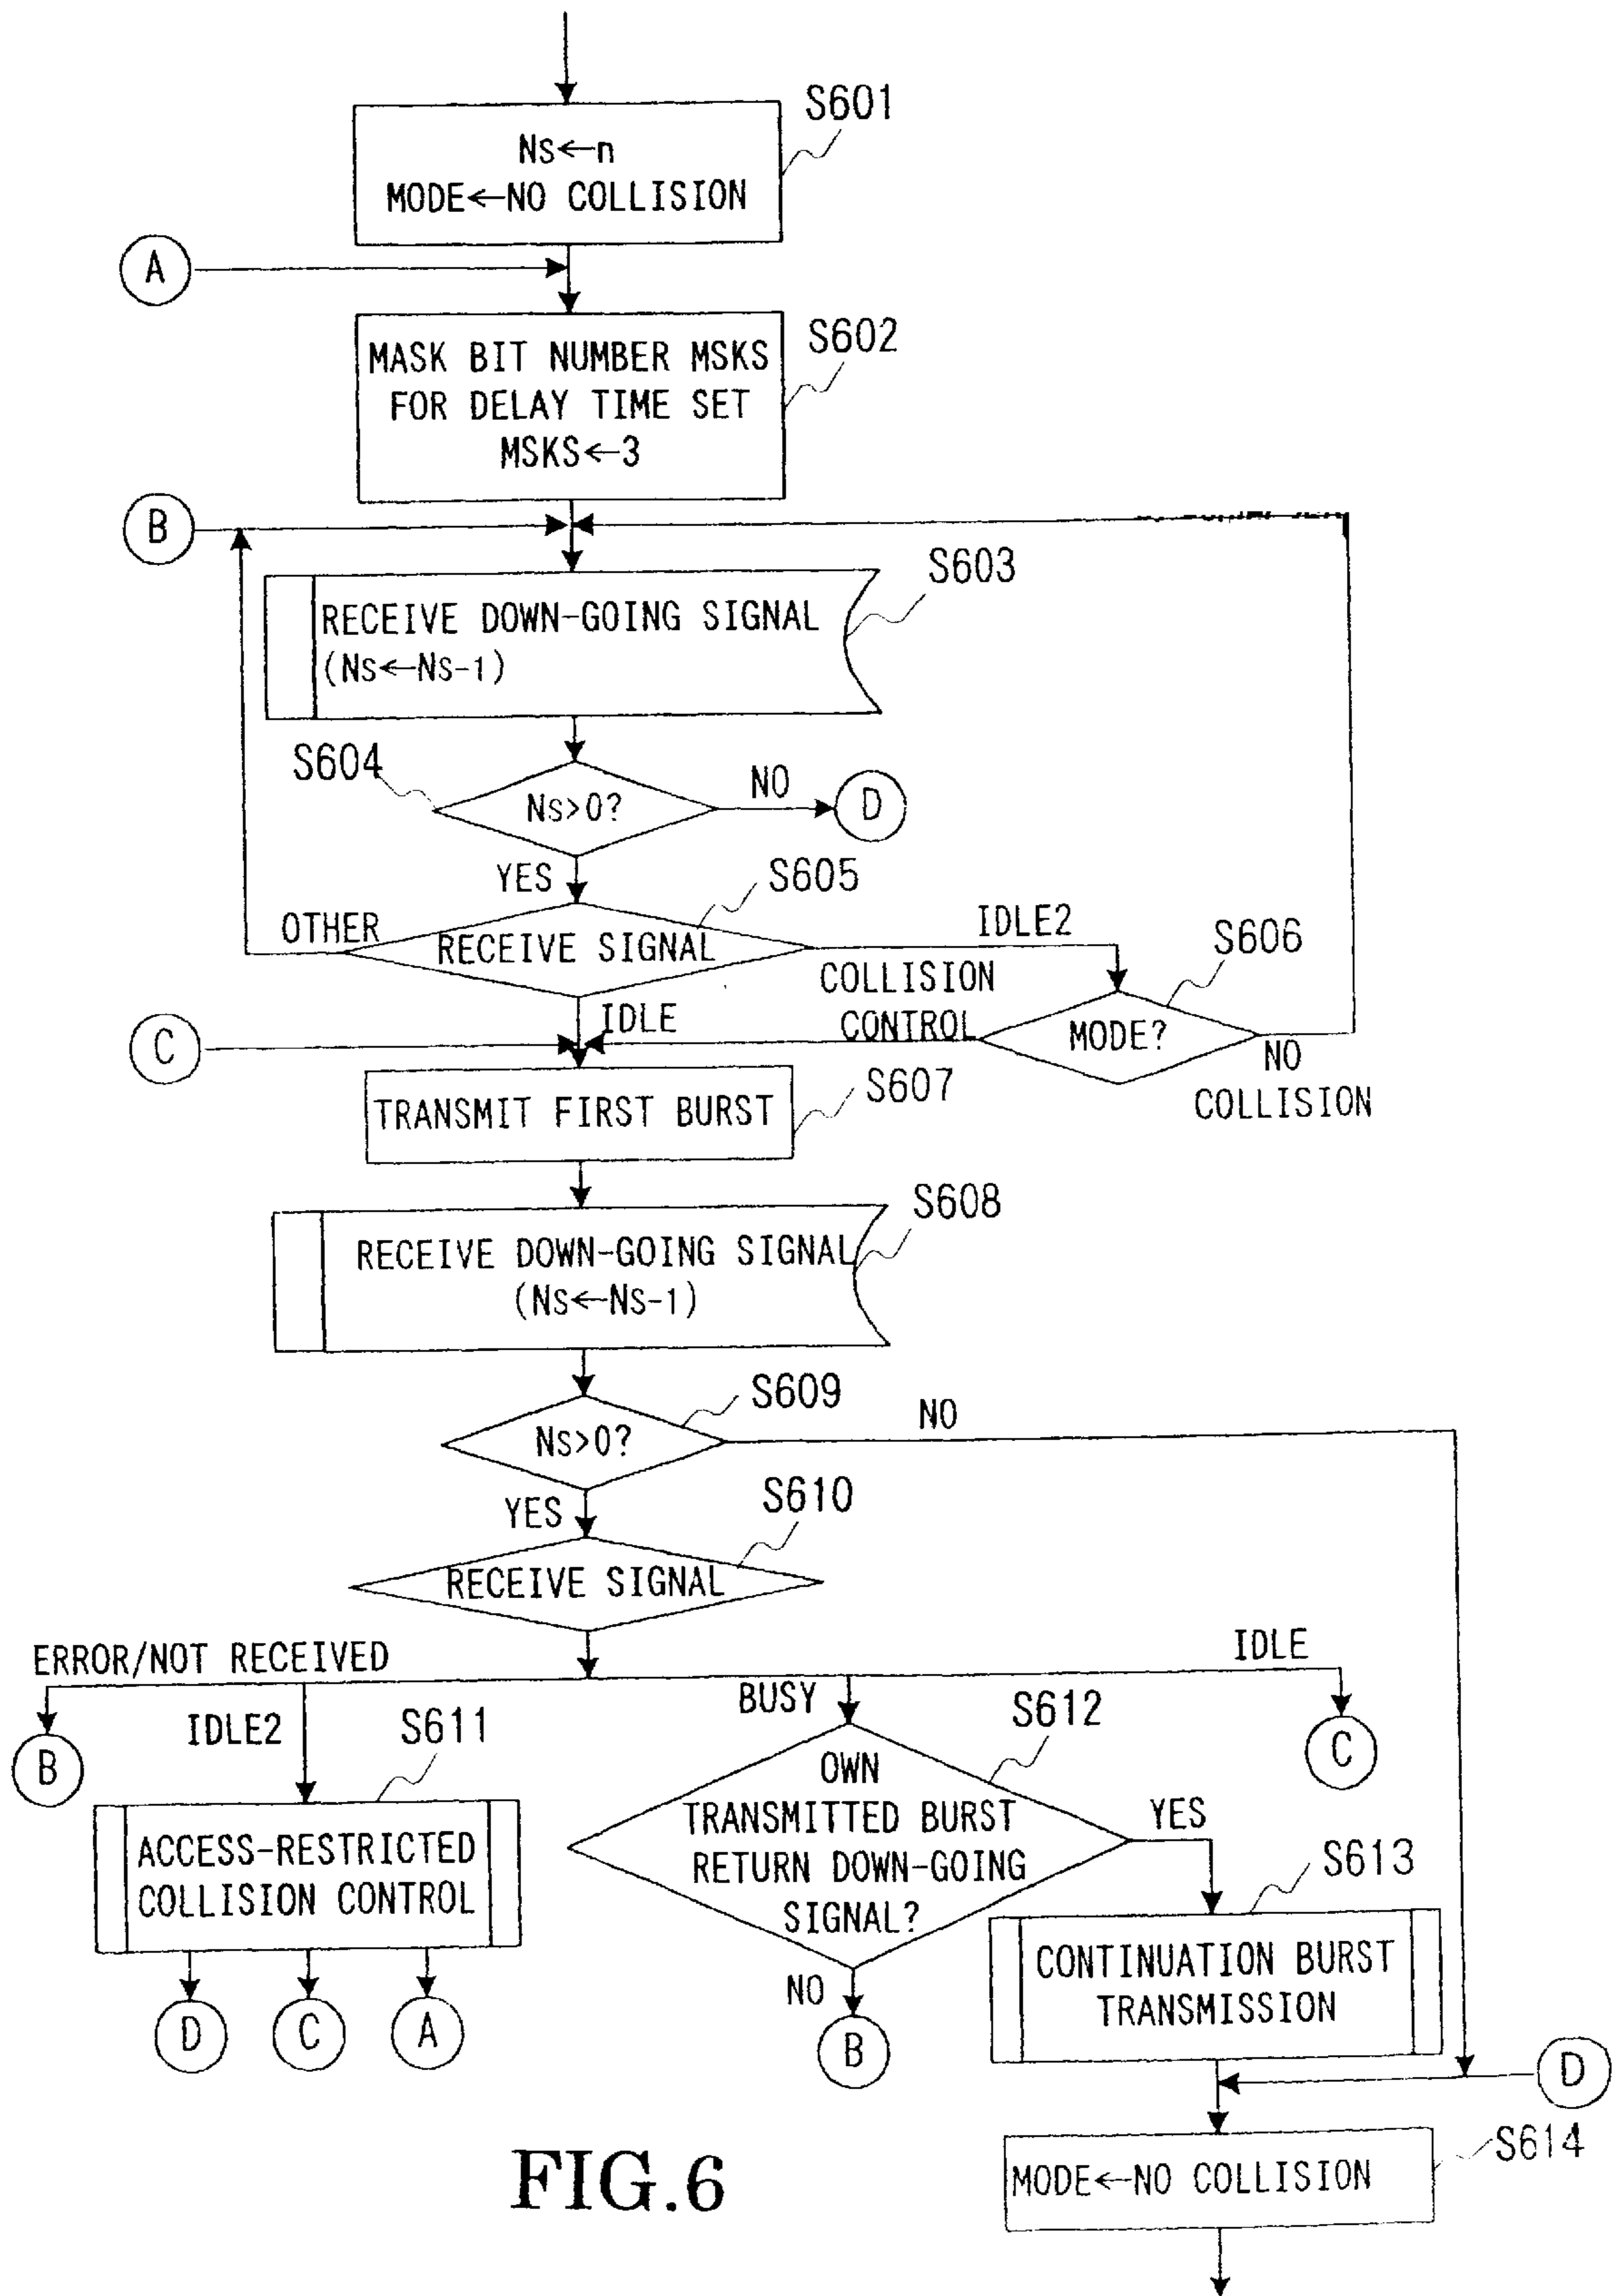 S601
Ns←n
MODE←NO COLLISION
A
S602
MASK BIT NUMBER MSKS
FOR DELAY TIME SET
MSKS←3
B
S603
RECEIVE DOWN-GOING SIGNAL
(Ns←Ns-1)
S604
Ns>0?
NO
D
YES
S605
OTHER
RECEIVE SIGNAL
IDLE2
S606
COLLISION
CONTROL
IDLE
C
MODE?
NO
COLLISION
S607
TRANSMIT FIRST BURST
S608
RECEIVE DOWN-GOING SIGNAL
(Ns←Ns-1)
S609
Ns>0?
NO
YES
S610
RECEIVE SIGNAL
ERROR/NOT RECEIVED
IDLE
BUSY
IDLE2
S611
S612
B
C
OWN
TRANSMITTED BURST
RETURN DOWN-GOING
SIGNAL?
YES
ACCESS-RESTRICTED
COLLISION CONTROL
S613
CONTINUATION BURST
TRANSMISSION
NO
D
C
A
B
D
S614
MODE←NO COLLISION
FIG.6